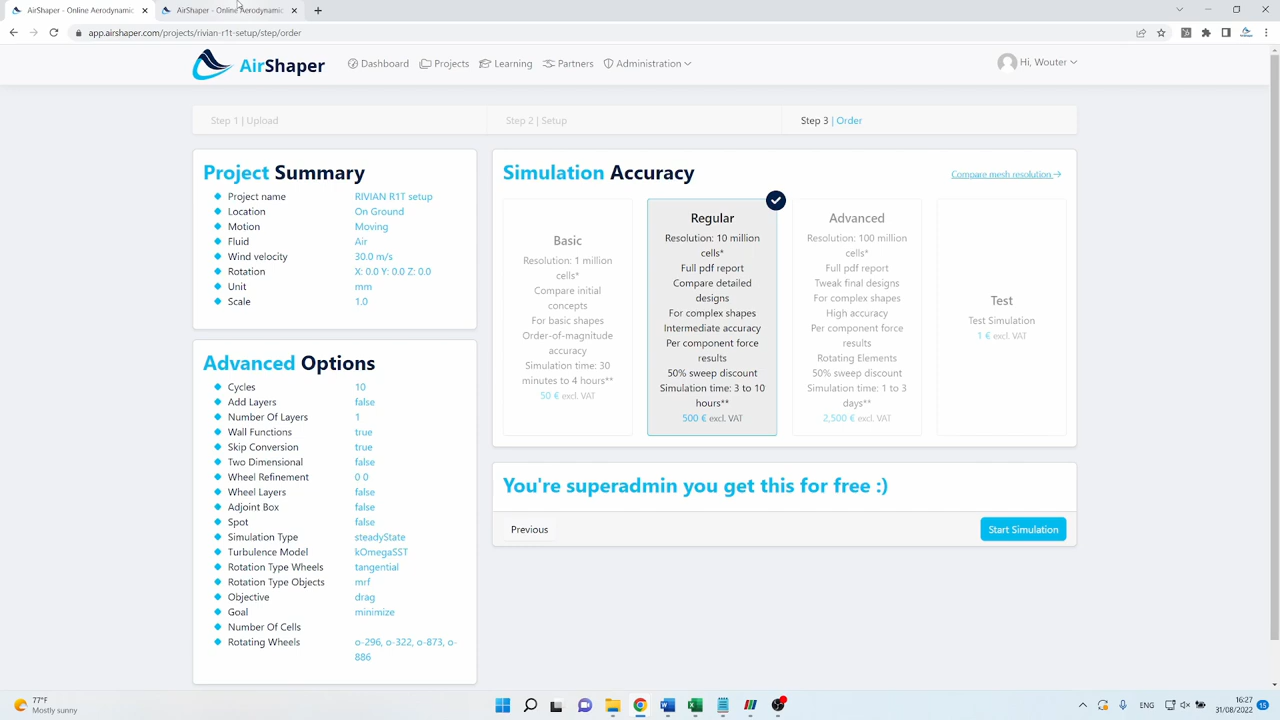 AirShaper - Online Aerodynamic
AirShaper - Online Aerodynamic
app.airshaper.com/projects/rivian-r1t-setup/step/order
AirShaper
Dashboard
Projects
Learning
Partners
Administration
Hi, Wouter
Step 1 | Upload
Step 2 | Setup
Step 3 | Order
Project Summary
Project name RIVIAN R1T setup
Location On Ground
Motion Moving
Fluid Air
Wind velocity 30.0 m/s
Rotation X: 0.0 Y: 0.0 Z: 0.0
Unit mm
Scale 1.0
Advanced Options
Cycles 10
Add Layers false
Number Of Layers 1
Wall Functions true
Skip Conversion true
Two Dimensional false
Wheel Refinement 0 0
Wheel Layers false
Adjoint Box false
Spot false
Simulation Type steadyState
Turbulence Model kOmegaSST
Rotation Type Wheels tangential
Rotation Type Objects mrf
Objective drag
Goal minimize
Number Of Cells
Rotating Wheels o-296, o-322, o-873, o-
886
Simulation Accuracy
Compare mesh resolution
Basic
Resolution: 1 million
cells*
Compare initial
concepts
For basic shapes
Order-of-magnitude
accuracy
Simulation time: 30
minutes to 4 hours**
50 € excl. VAT
Regular
Resolution: 10 million
cells*
Full pdf report
Compare detailed
designs
For complex shapes
Intermediate accuracy
Per component force
results
50% sweep discount
Simulation time: 3 to 10
hours**
500 € excl. VAT
Advanced
Resolution: 100 million
cells*
Full pdf report
Tweak final designs
For complex shapes
High accuracy
Per component force
results
Rotating Elements
50% sweep discount
Simulation time: 1 to 3
days**
2,500 € excl. VAT
Test
Test Simulation
1 € excl. VAT
You're superadmin you get this for free :)
Previous
Start Simulation
77°F
Mostly sunny
ENG
16:27
31/08/2022
15